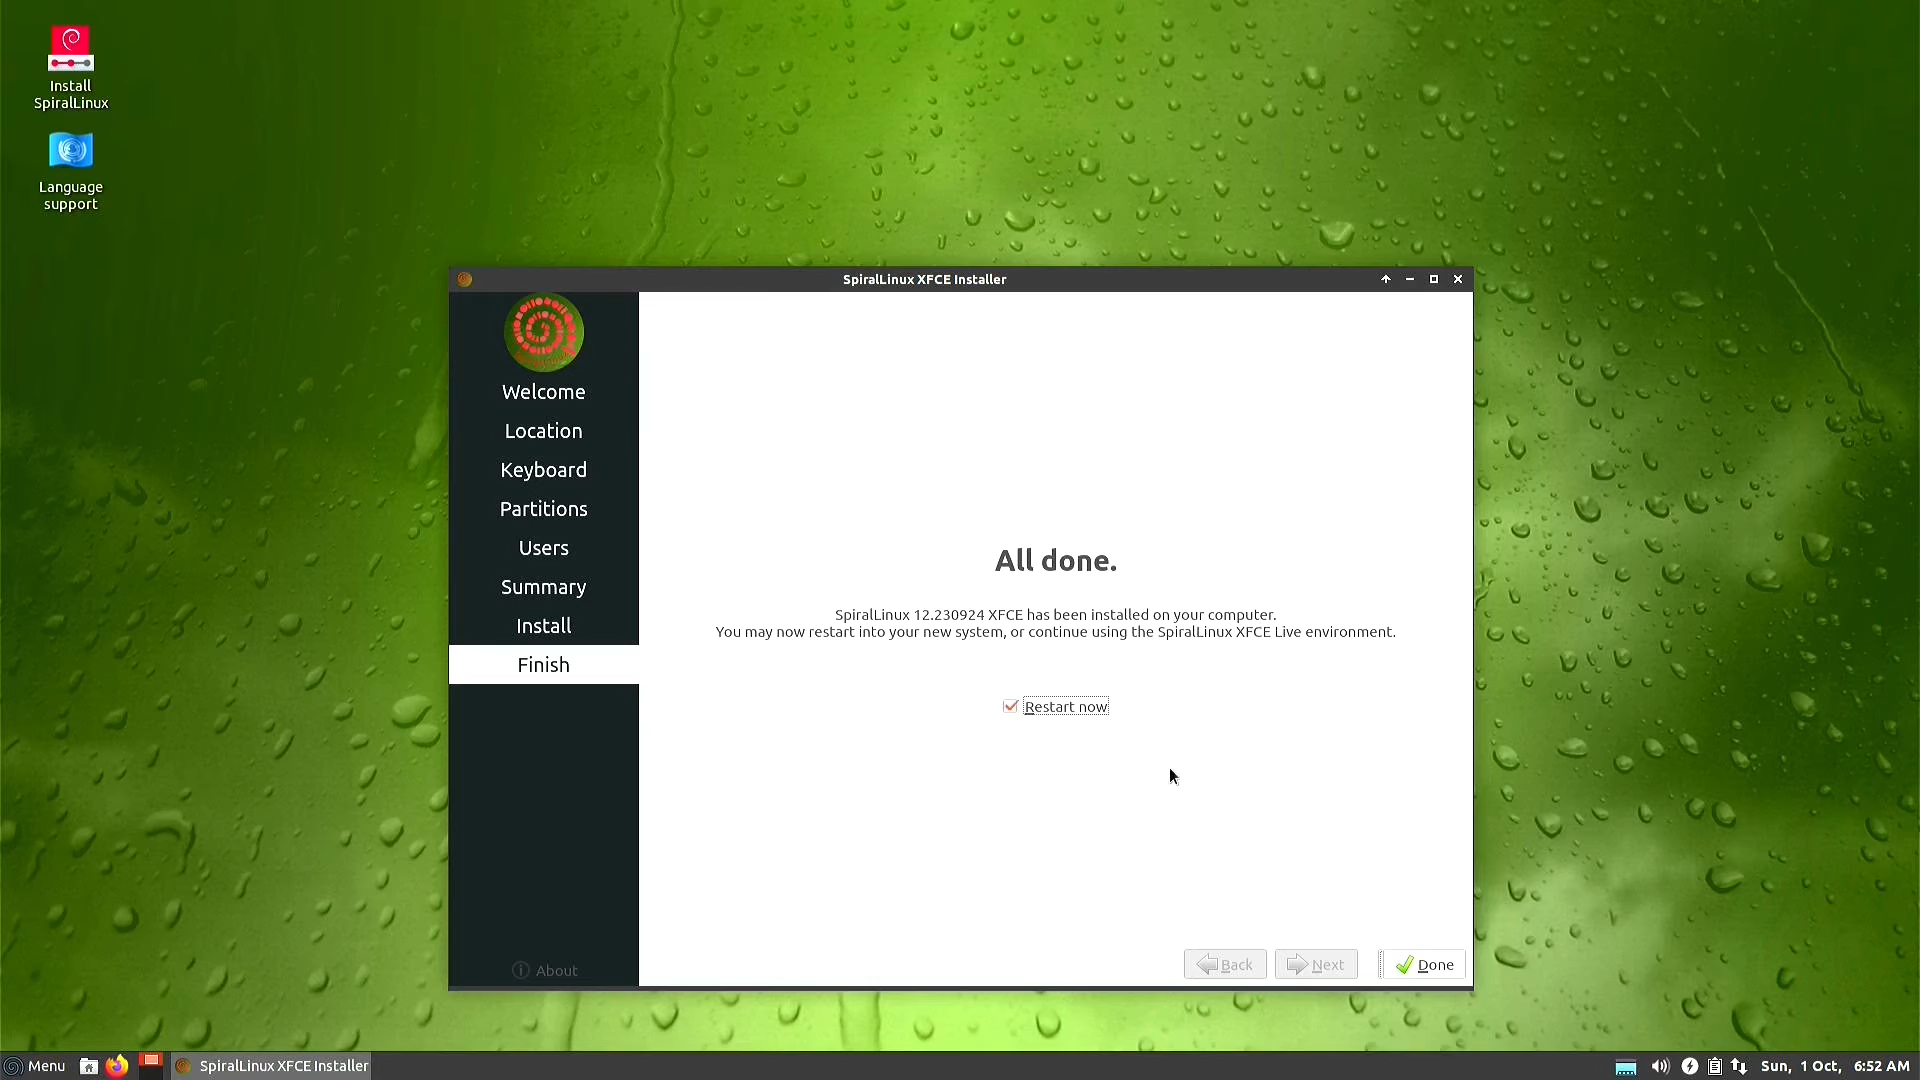 Install
SpiralLinux
Language
support
SpiralLinux XFCE Installer
Welcome
Location
Keyboard
Partitions
Users
Summary
Install
Finish
About
All done.
SpiralLinux 12.230924 XFCE has been installed on your computer.
You may now restart into your new system, or continue using the SpiralLinux XFCE Live environment.
Restart now
Back
Next
Done
Menu
SpiralLinux XFCE Installer
Sun, 1 Oct, 6:52 AM